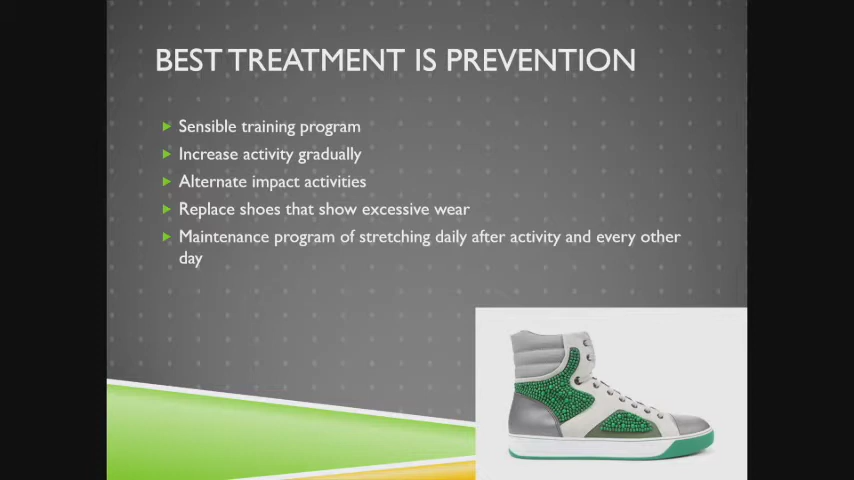 BEST TREATMENT IS PREVENTION
Sensible training program
Increase activity gradually
Alternate impact activities
Replace shoes that show excessive wear
Maintenance program of stretching daily after activity and every other
day